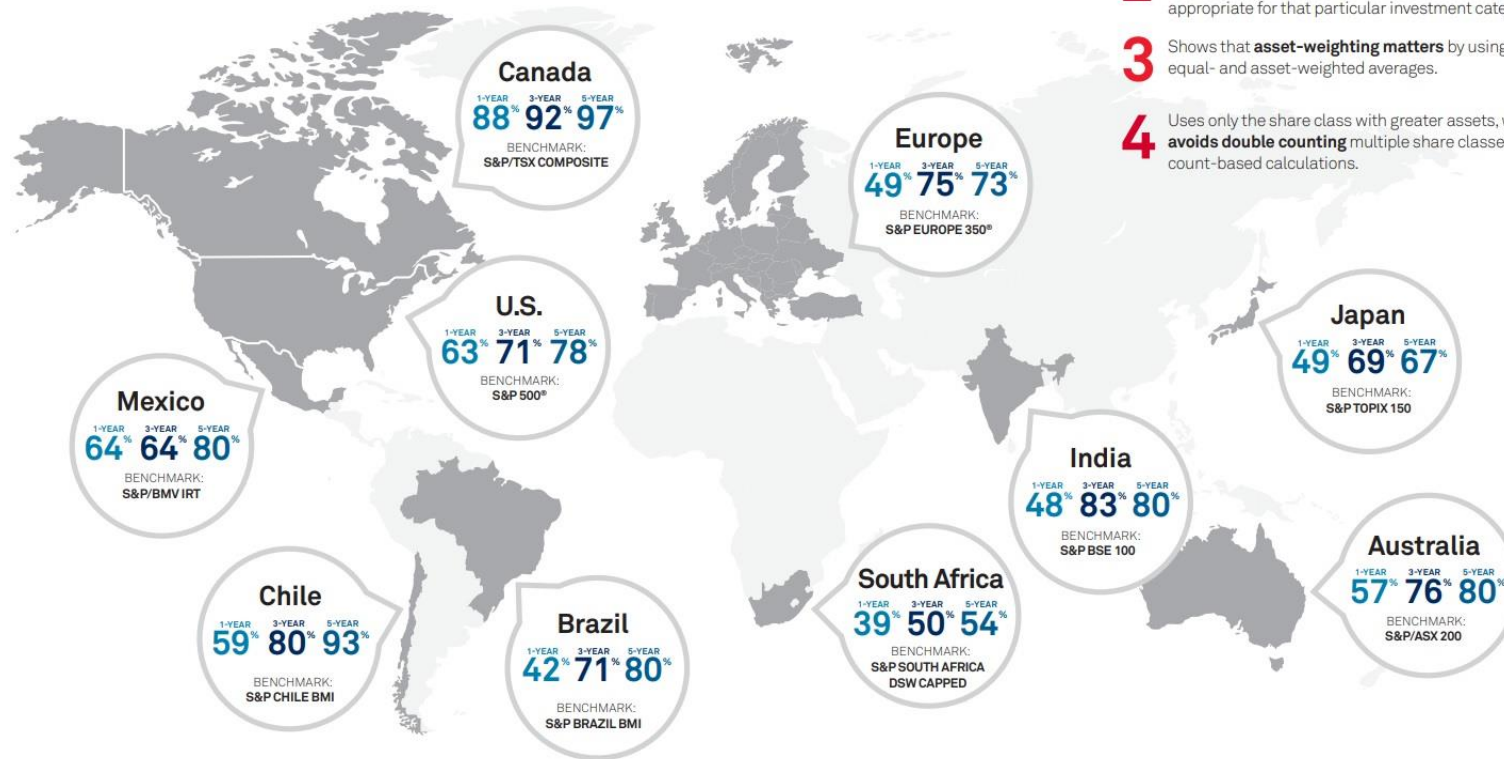 appropriate for that particular investment cate
3 Shows that asset-weighting matters by using
equal- and asset-weighted averages.
4 Uses only the share class with greater assets,
avoids double counting multiple share classe
count-based calculations.
Canada
1-YEAR 3-YEAR 5-YEAR
88% 92% 97%
BENCHMARK:
S&P/TSX COMPOSITE
Europe
1-YEAR 3-YEAR 5-YEAR
49% 75% 73%
BENCHMARK:
S&P EUROPE 350®
U.S.
1-YEAR 3-YEAR 5-YEAR
63% 71% 78%
BENCHMARK:
S&P 500®
Japan
1-YEAR 3-YEAR 5-YEAR
49% 69% 67%
BENCHMARK:
S&P TOPIX 150
Mexico
1-YEAR 3-YEAR 5-YEAR
64% 64% 80%
BENCHMARK:
S&P/BMV IRT
India
1-YEAR 3-YEAR 5-YEAR
48% 83% 80%
BENCHMARK:
S&P BSE 100
Australia
1-YEAR 3-YEAR 5-YEAR
57% 76% 80%
BENCHMARK:
S&P/ASX 200
South Africa
1-YEAR 3-YEAR 5-YEAR
39% 50% 54%
BENCHMARK:
S&P SOUTH AFRICA
DSW CAPPED
Chile
1-YEAR 3-YEAR 5-YEAR
59% 80% 93%
BENCHMARK:
S&P CHILE BMI
Brazil
1-YEAR 3-YEAR 5-YEAR
42% 71% 80%
BENCHMARK:
S&P BRAZIL BMI